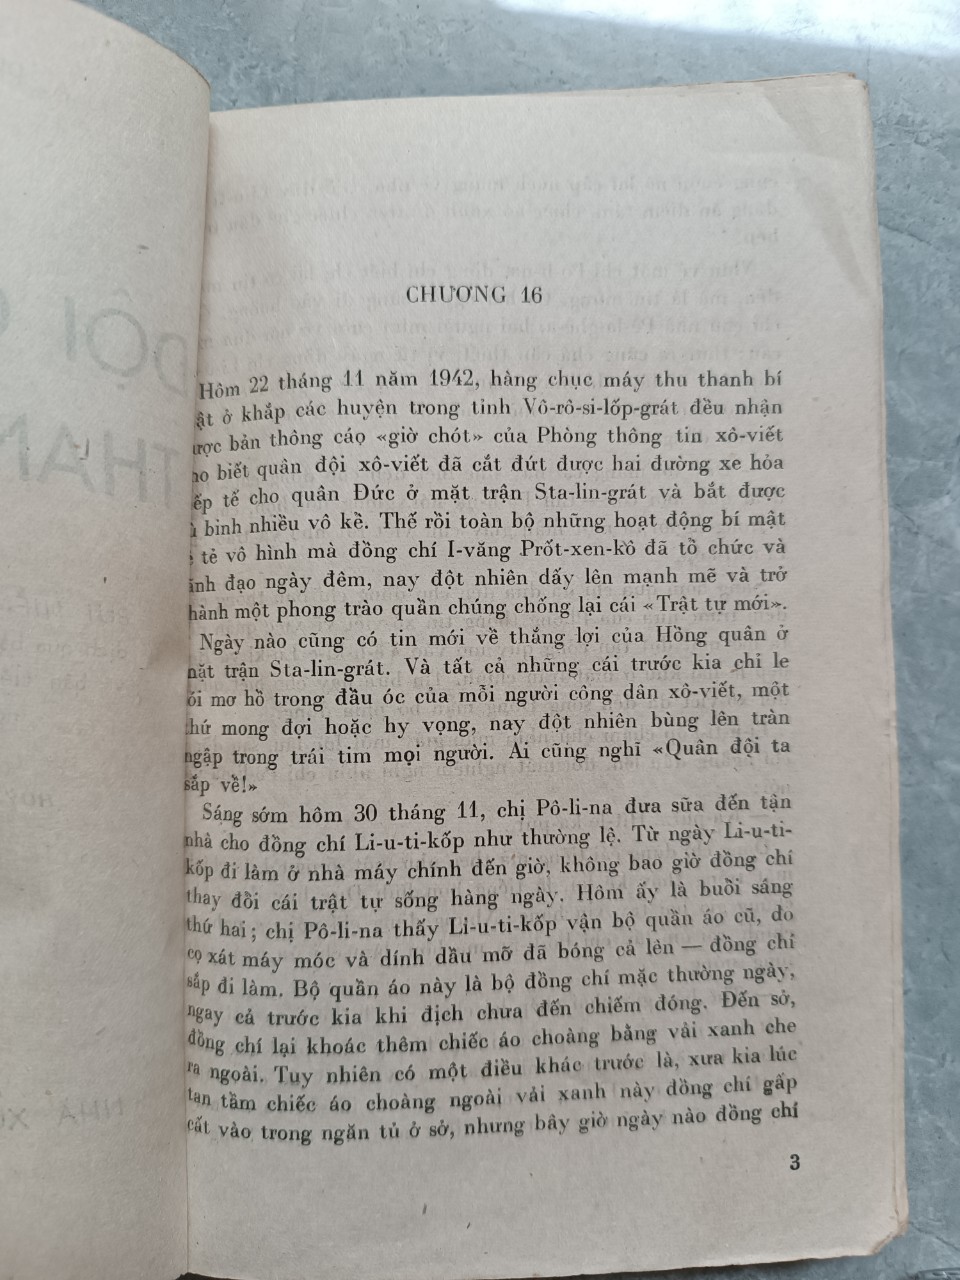 CHƯƠNG 16
Hôm 22 tháng 11 năm 1942, hàng chục máy thu thanh bí
ật ở khắp các huyện trong tỉnh Vô-rô-si-lốp-grát đều nhận
ược bản thông cáo «giờ chót» của Phòng thông tin xô-viết
ho biết quân đội xô-viết đã cắt đứt được hai đường xe hỏa
iếp tế cho quân Đức ở mặt trận Sta-lin-grát và bắt được
ù binh nhiều vô kể. Thế rồi toàn bộ những hoạt động bí mật
tẻ vô hình mà đồng chí I-văng Prốt-xen-kô đã tổ chức và
ãnh đạo ngày đêm, nay đột nhiên dấy lên mạnh mẽ và trở
hành một phong trào quần chúng chống lại cái «Trật tự mới».
Ngày nào cũng có tin mới về thắng lợi của Hồng quân ở
mặt trận Sta-lin-grát. Và tất cả những cái trước kia chỉ le
ói mơ hồ trong đầu óc của mỗi người công dân xô-viết, một
thứ mong đợi hoặc hy vọng, nay đột nhiên bùng lên tràn
ngập trong trái tim mọi người. Ai cũng nghĩ «Quân đội ta
sắp về!»
Sáng sớm hôm 30 tháng 11, chị Pô-li-na đưa sữa đến tận
nhà cho đồng chí Li-u-ti-kốp như thường lệ. Từ ngày Li-u-ti-
kốp đi làm ở nhà máy chính đến giờ, không bao giờ đồng chí
thay đổi cái trật tự sống hàng ngày. Hôm ấy là buổi sáng
thứ hai; chị Pô-li-na thấy Li-u-ti-kốp vận bộ quần áo cũ, do
cọ xát máy móc và dính dầu mỡ đã bóng cả lên — đồng chí
sắp đi làm. Bộ quần áo này là bộ đồng chí mặc thường ngày,
ngay cả trước kia khi địch chưa đến chiếm đóng. Đến sở,
đồng chí lại khoác thêm chiếc áo choàng bằng vải xanh che
ra ngoài. Tuy nhiên có một điều khác trước là, xưa kia lúc
tan tầm chiếc áo choàng ngoài vải xanh này đồng chí gấp
cất vào trong ngăn tủ ở sở, nhưng bây giờ ngày nào đồng chí
3